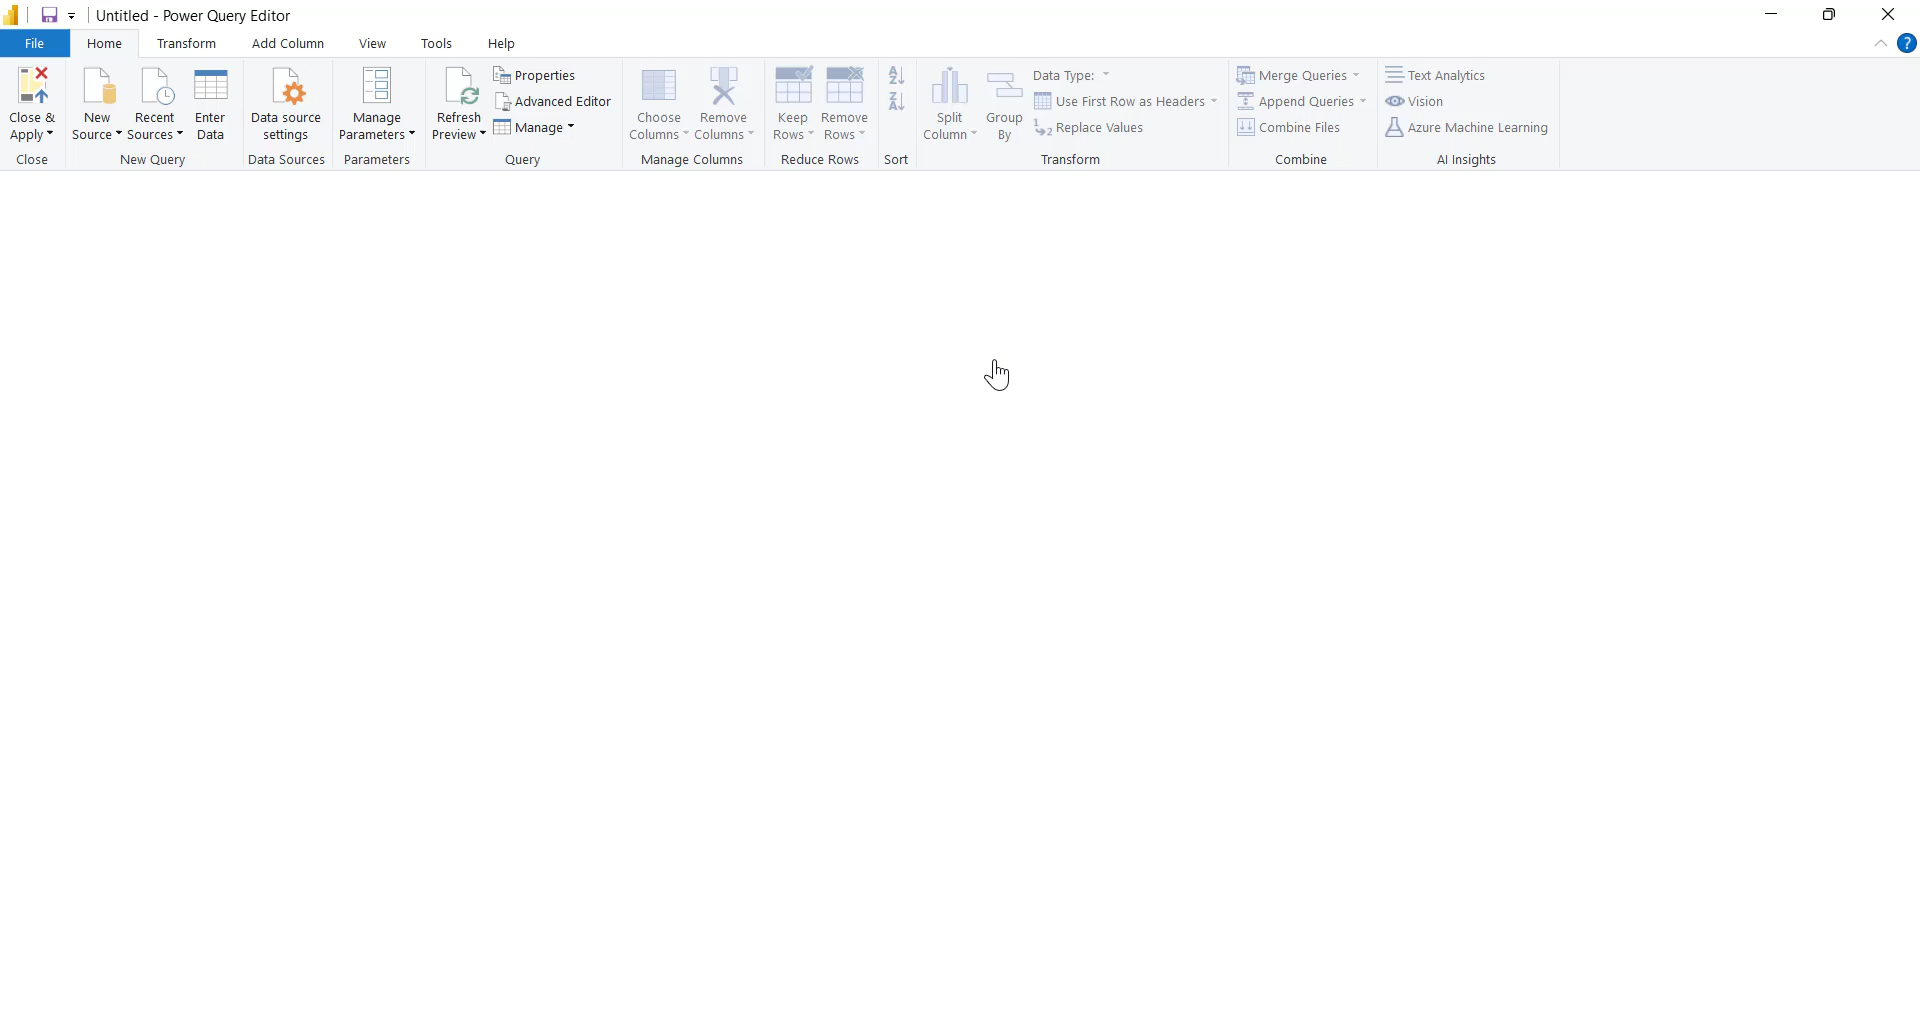 Untitled - Power Query Editor
File Home Transform Add Column View Tools Help
?
Close & Apply
Close
New Source
Recent Sources
Enter Data
New Query
Data source settings
Data Sources
Manage Parameters
Parameters
Refresh Preview
Properties
Advanced Editor
Manage
Query
Choose Columns
Remove Columns
Manage Columns
Keep Rows
Remove Rows
Reduce Rows
A
Z
Z
A
Sort
Split Column
Group By
Data Type:
Use First Row as Headers
1
2
Replace Values
Transform
Merge Queries
Append Queries
Combine Files
Combine
Text Analytics
Vision
Azure Machine Learning
AI Insights